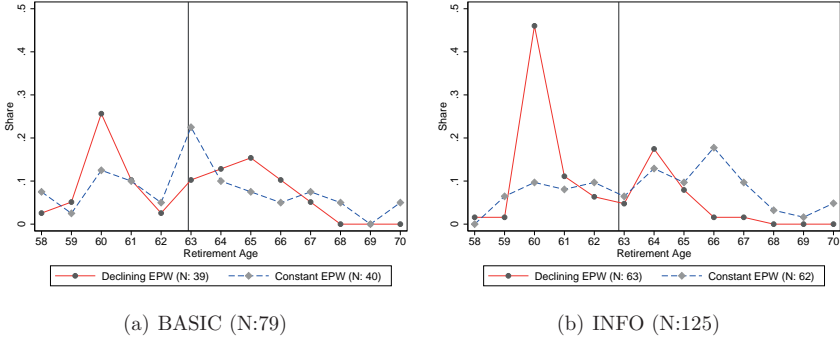 .5
.4
.3
.2
.1
0
Share
58 59 60 61 62 63 64 65 66 67 68 69 70
Retirement Age
Declining EPW (N: 39) Constant EPW (N: 40)
(a) BASIC (N:79)
.5
.4
.3
.2
.1
0
Share
58 59 60 61 62 63 64 65 66 67 68 69 70
Retirement Age
Declining EPW (N: 63) Constant EPW (N: 62)
(b) INFO (N:125)